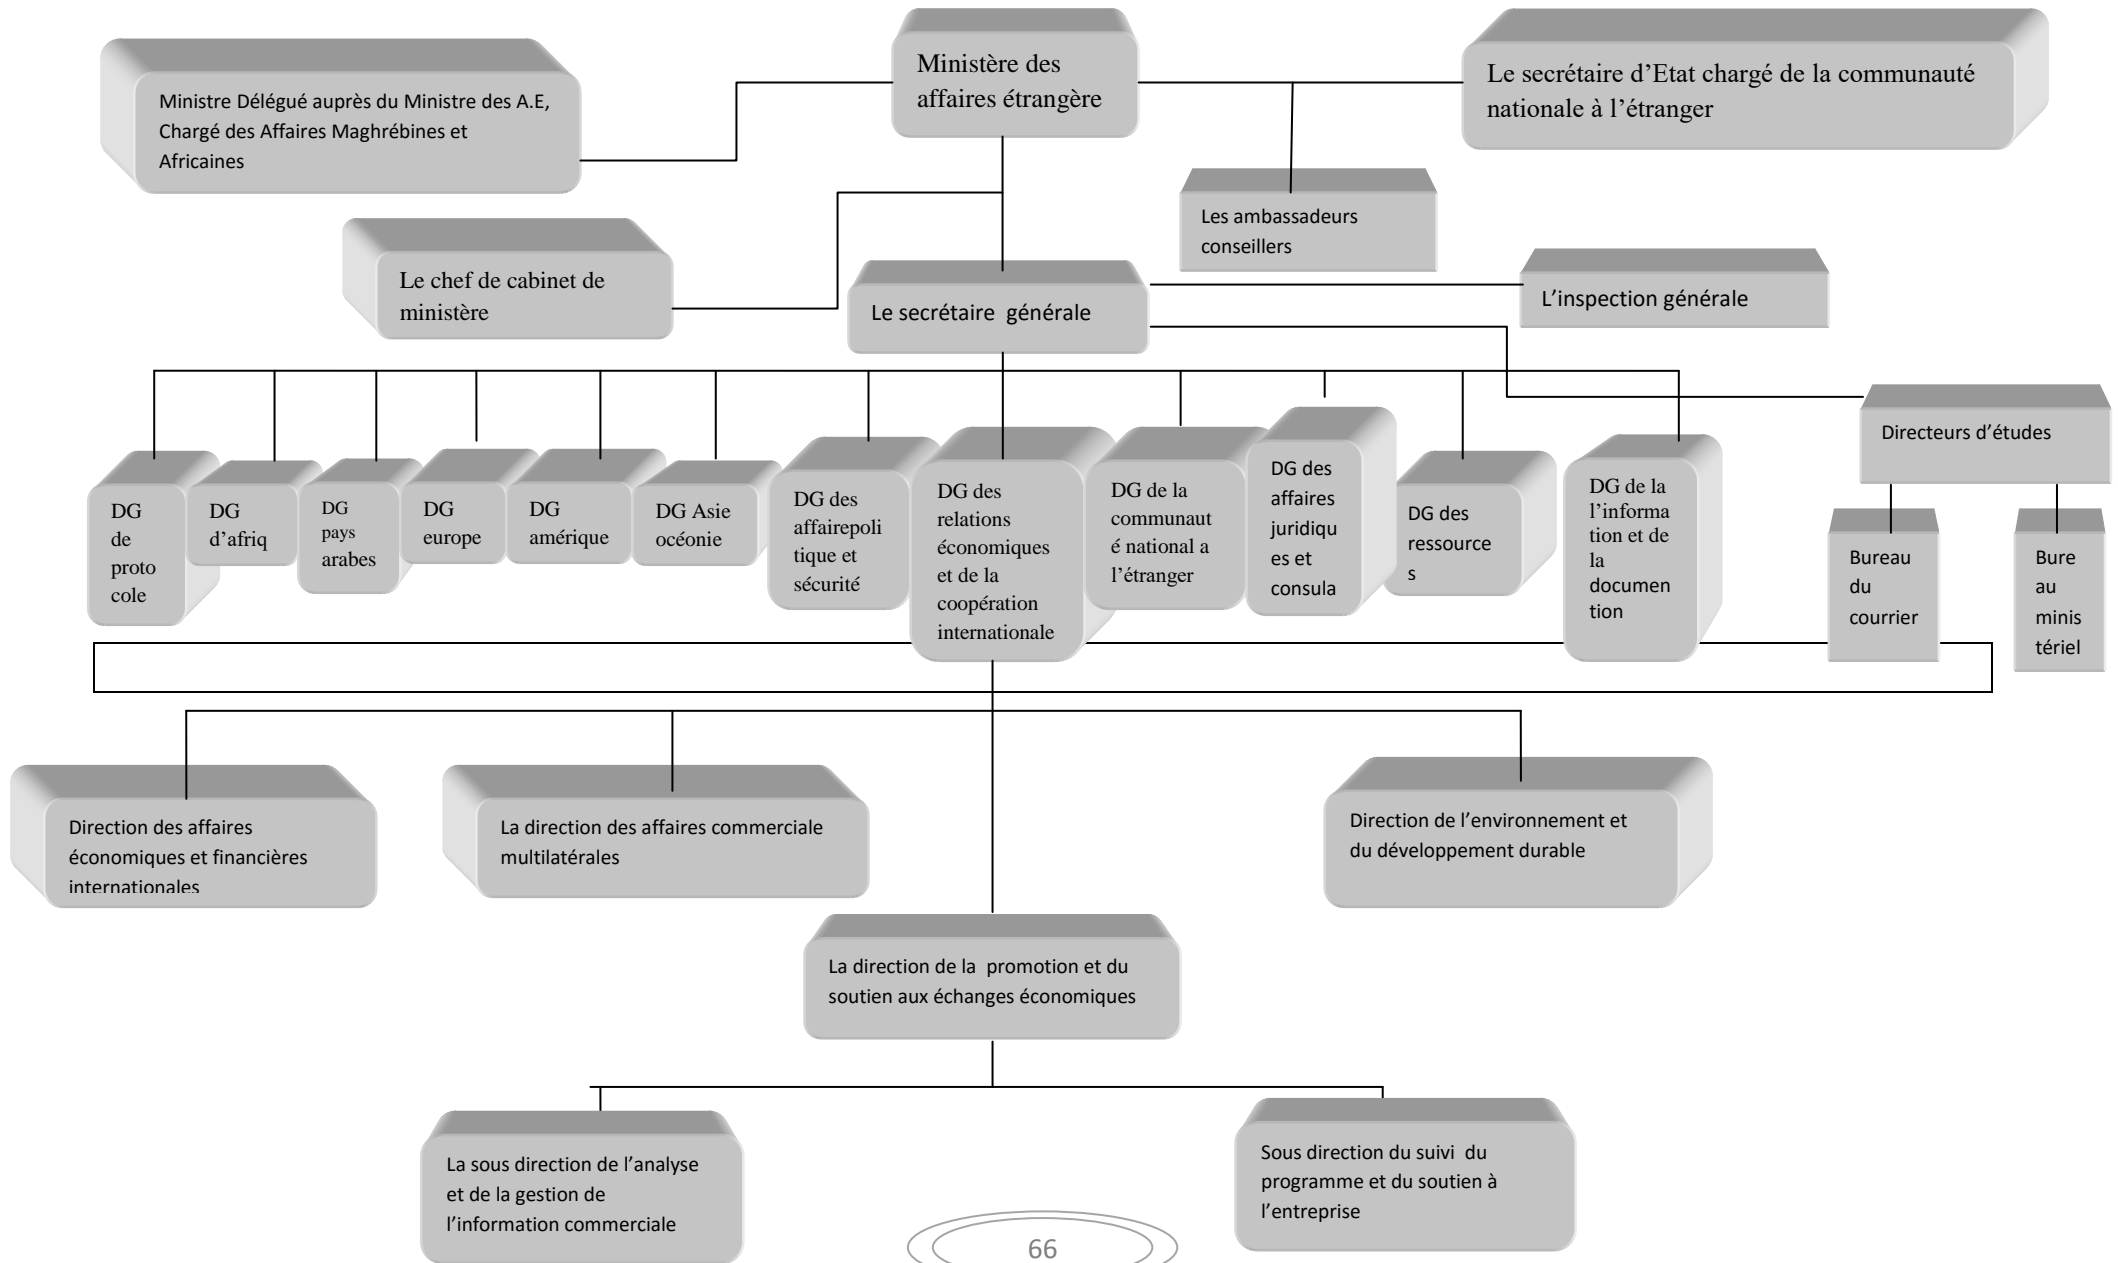 Ministère des
affaires étrangère
Ministre Délégué auprès du Ministre des A.E,
Chargé des Affaires Maghrébines et
Africaines
Le secrétaire d’Etat chargé de la communauté
nationale à l’étranger
Les ambassadeurs
conseillers
Le chef de cabinet de
ministère
Le secrétaire  générale
L’inspection générale
Directeurs d’études
DG
de
proto
cole
DG
d’afriq
DG
pays
arabes
DG
europe
DG
amérique
DG Asie
océonie
DG des
affairepoli
tique et
sécurité
DG des
relations
économiques
et de la
coopération
internationale
DG de la
communaut
é national a
l’étranger
DG des
affaires
juridiqu
es et
consula
DG des
ressource
s
DG de la
l’informa
tion et de
la
documen
tion
Bureau
du
courrier
Bure
au
minis
tériel
Direction des affaires
économiques et financières
internationales
La direction des affaires commerciale
multilatérales
Direction de l’environnement et
du développement durable
La direction de la  promotion et du
soutien aux échanges économiques
La sous direction de l’analyse
et de la gestion de
l’information commerciale
Sous direction du suivi  du
programme et du soutien à
l’entreprise
66